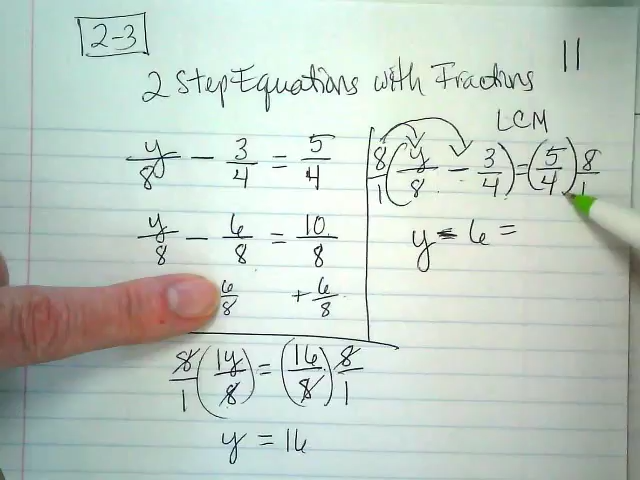 2-3
11
2 Step Equations with Fractions
y/8 - 3/4 = 5/4
y/8 - 6/8 = 10/8
6/8 + 6/8
8/1 (1y/8) = (16/8) 8/1
y = 16
LCM
8/1 (y/8 - 3/4) = (5/4) 8/1
y - 6 =